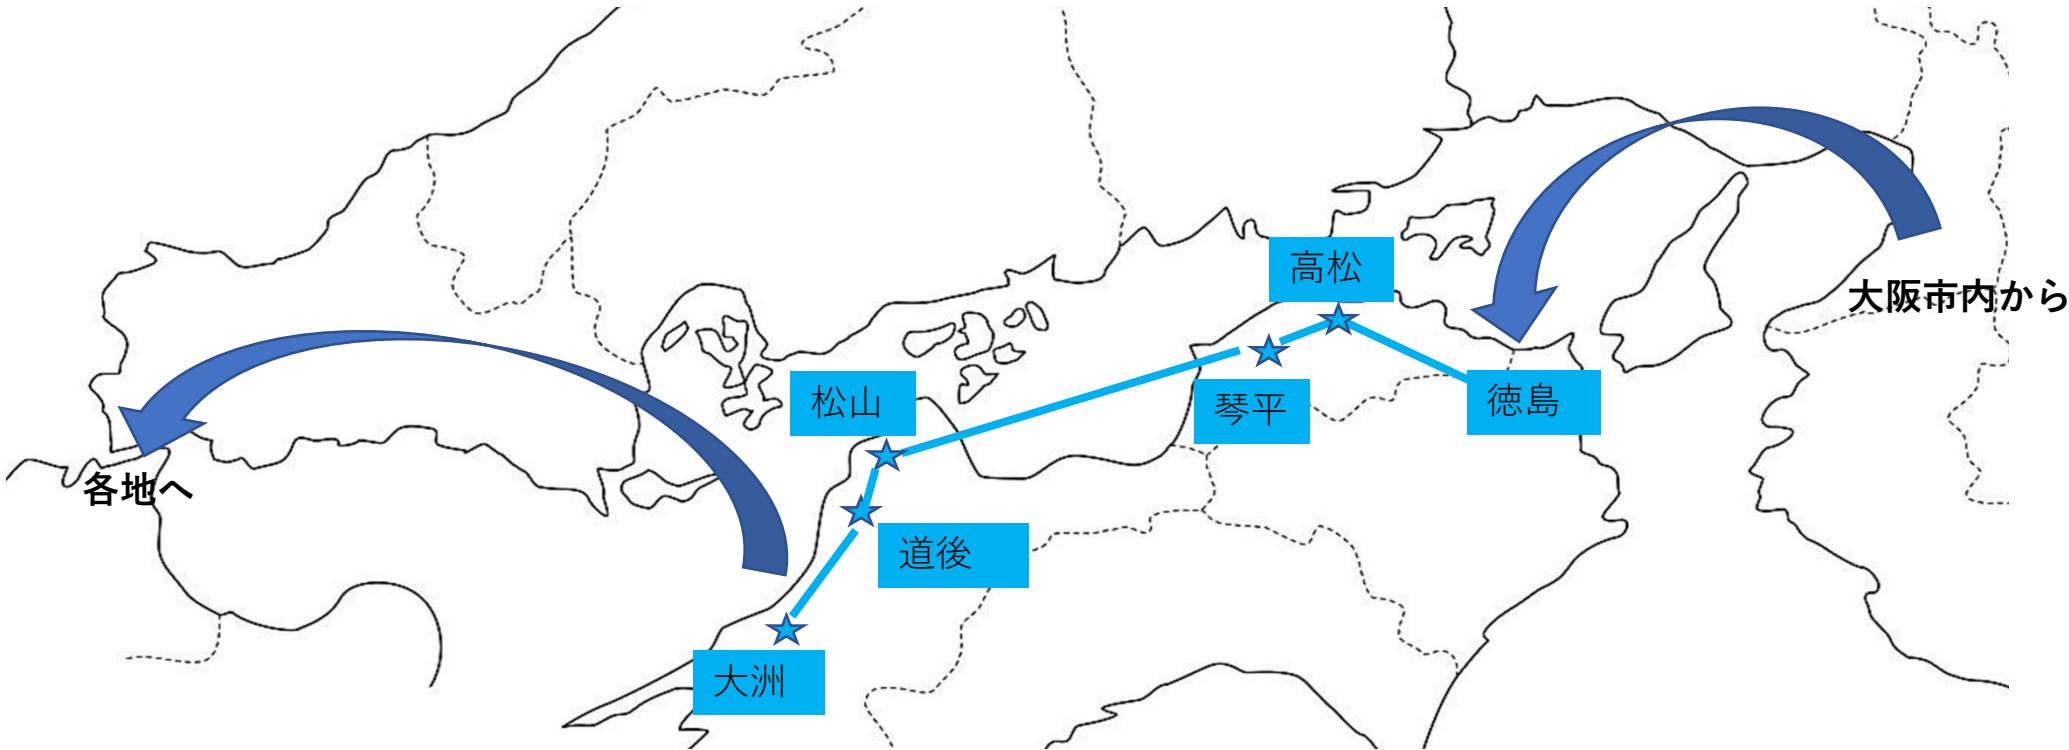 高松
大阪市内から
松山
琴平
徳島
各地へ
道後
大洲